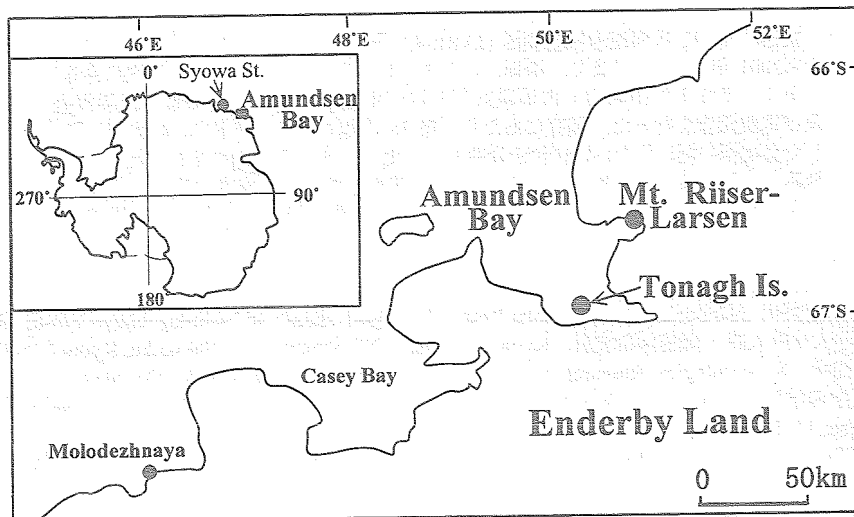 46°E
48°E
50°E
52°E
66°S
67°S
0°
Syowa St.
Amundsen
Bay
270°
90°
180
Amundsen
Bay
Mt. Riiser-
Larsen
Tonagh Is.
Casey Bay
Enderby Land
Molodezhnaya
0 50km